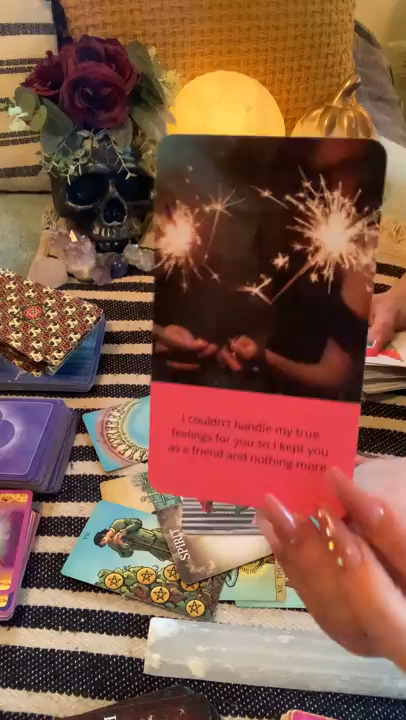 I couldn't handle my true
feelings for you so I kept you
as a friend and nothing more
SPIRIT